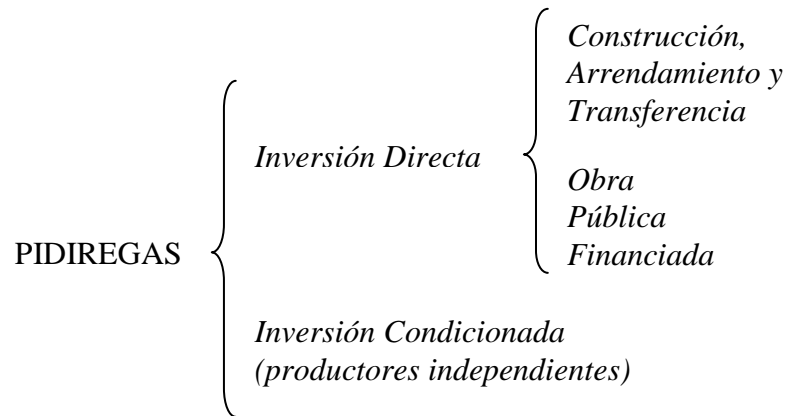 Construcción,
Arrendamiento y
Transferencia
Inversión Directa
Obra
Pública
Financiada
PIDIREGAS
Inversión Condicionada
(productores independientes)